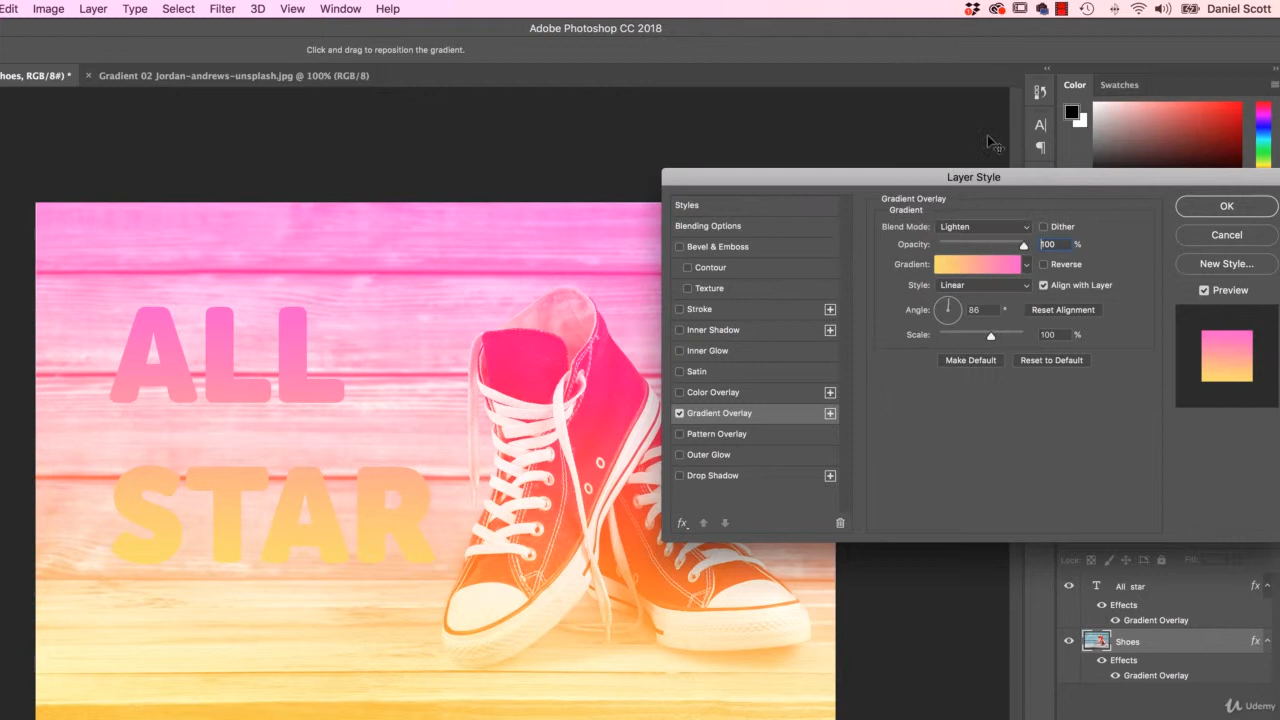 Edit Image Layer Type Select Filter 3D View Window Help Daniel Scott
Adobe Photoshop CC 2018
Click and drag to reposition the gradient.
hoes, RGB/8#) * × Gradient 02 Jordan-andrews-unsplash.jpg @ 100% (RGB/8)
Color Swatches
Layer Style
Styles
Blending Options
Bevel & Emboss
Contour
Texture
Stroke
Inner Shadow
Inner Glow
Satin
Color Overlay
Gradient Overlay
Pattern Overlay
Outer Glow
Drop Shadow
fx
Gradient Overlay
Gradient
Blend Mode: Lighten Dither
Opacity: 100 %
Gradient: Reverse
Style: Linear Align with Layer
Angle: 86 ° Reset Alignment
Scale: 100 %
Make Default Reset to Default
OK
Cancel
New Style...
Preview
ALL
STAR
Lock: Fill:
T All star fx
Effects
Gradient Overlay
Shoes fx
Effects
Gradient Overlay
Udemy